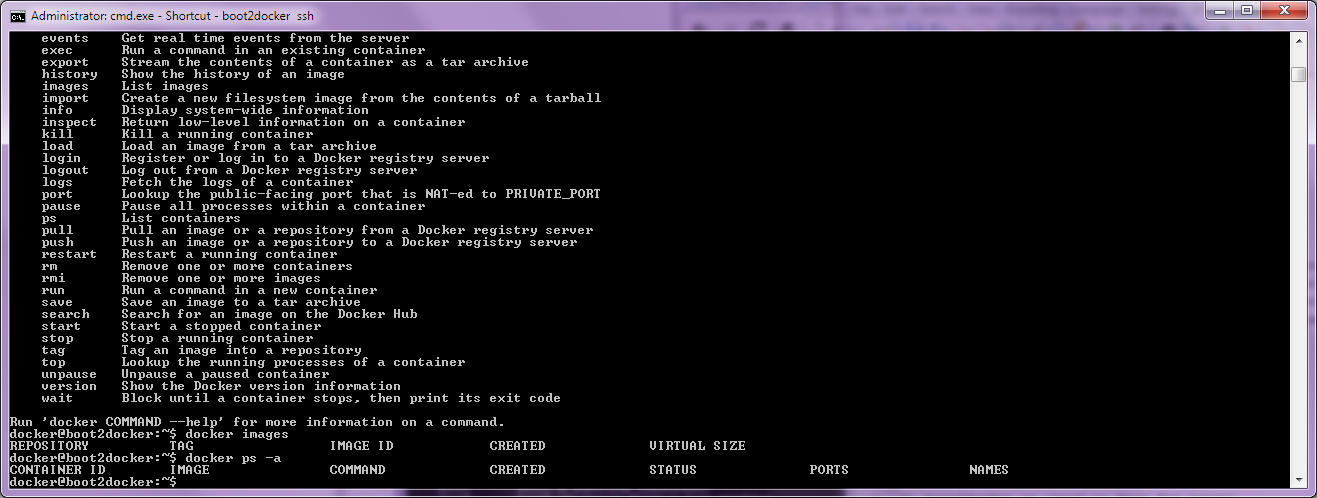 Administrator: cmd.exe - Shortcut - boot2docker ssh
events    Get real time events from the server
exec      Run a command in an existing container
export    Stream the contents of a container as a tar archive
history   Show the history of an image
images    List images
import    Create a new filesystem image from the contents of a tarball
info      Display system-wide information
inspect   Return low-level information on a container
kill      Kill a running container
load      Load an image from a tar archive
login     Register or log in to a Docker registry server
logout    Log out from a Docker registry server
logs      Fetch the logs of a container
port      Lookup the public-facing port that is NAT-ed to PRIVATE_PORT
pause     Pause all processes within a container
ps        List containers
pull      Pull an image or a repository from a Docker registry server
push      Push an image or a repository to a Docker registry server
restart   Restart a running container
rm        Remove one or more containers
rmi       Remove one or more images
run       Run a command in a new container
save      Save an image to a tar archive
search    Search for an image on the Docker Hub
start     Start a stopped container
stop      Stop a running container
tag       Tag an image into a repository
top       Lookup the running processes of a container
unpause   Unpause a paused container
version   Show the Docker version information
wait      Block until a container stops, then print its exit code
Run 'docker COMMAND --help' for more information on a command.
docker@boot2docker:~$ docker images
REPOSITORY          TAG                 IMAGE ID            CREATED             VIRTUAL SIZE
docker@boot2docker:~$ docker ps -a
CONTAINER ID        IMAGE               COMMAND             CREATED             STATUS              PORTS               NAMES
docker@boot2docker:~$